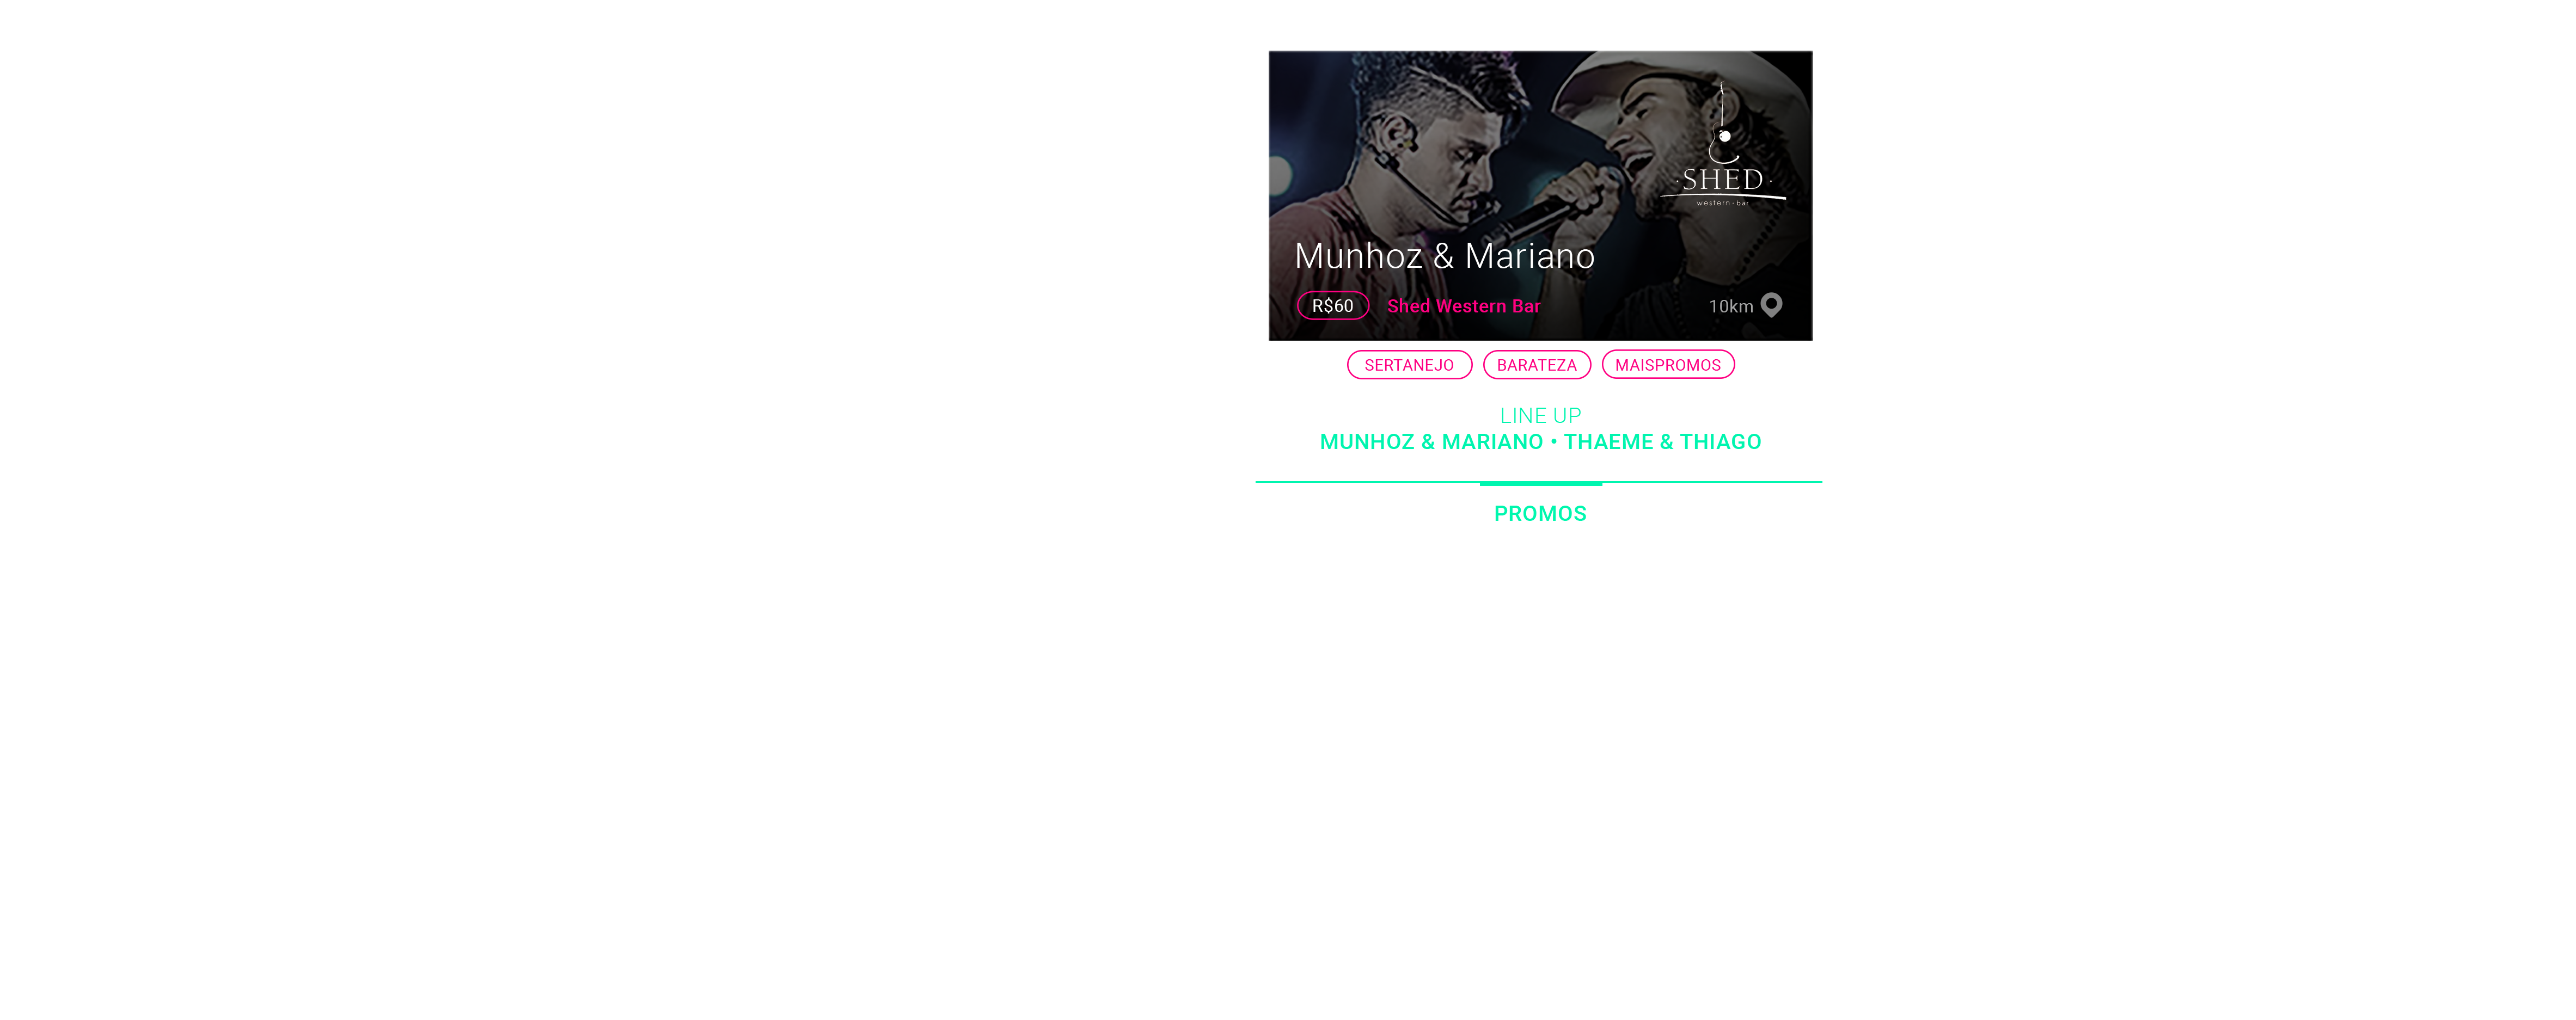 SHED
western-bar
Munhoz & Mariano
R$60 Shed Western Bar 10km
SERTANEJO BARATEZA MAISPROMOS
LINE UP
MUNHOZ & MARIANO • THAEME & THIAGO
PROMOS